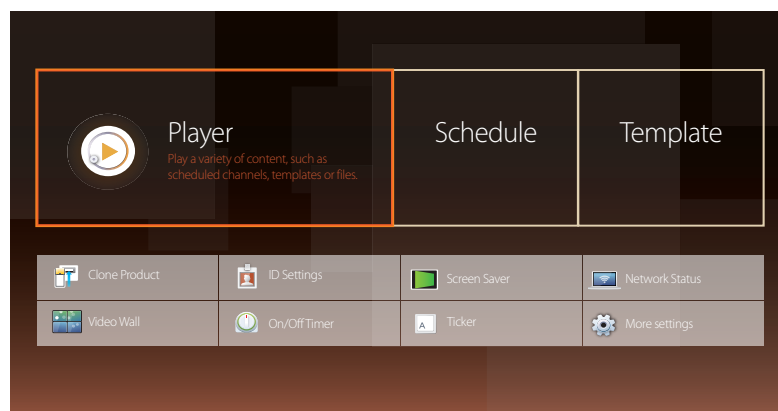 Player
Play a variety of content, such as
scheduled channels, templates or files.
Schedule
Template
Clone Product
ID Settings
Screen Saver
Network Status
Video Wall
On/Off Timer
A
Ticker
More settings